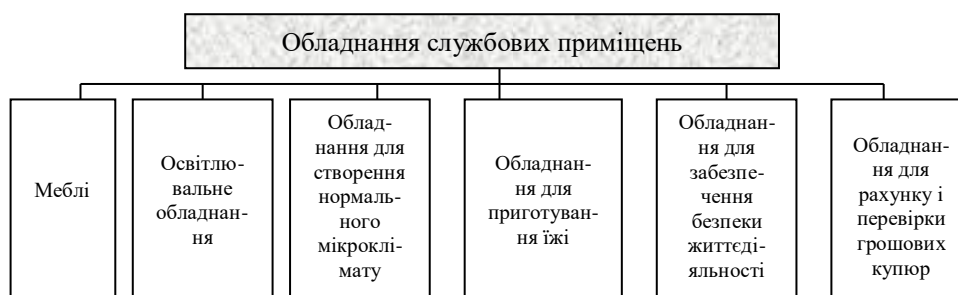 Обладнання службових приміщень
Меблі
Освітлю-
вальне
обладнан-
ня
Облад-
нання для
створення
нормаль-
ного
мікроклі-
мату
Обладнан-
ня для
приготуван-
ня їжі
Обладнан-
ня для
забезпе-
чення
безпеки
життєді-
яльності
Обладнан-
ня для
рахунку і
перевірки
грошових
купюр